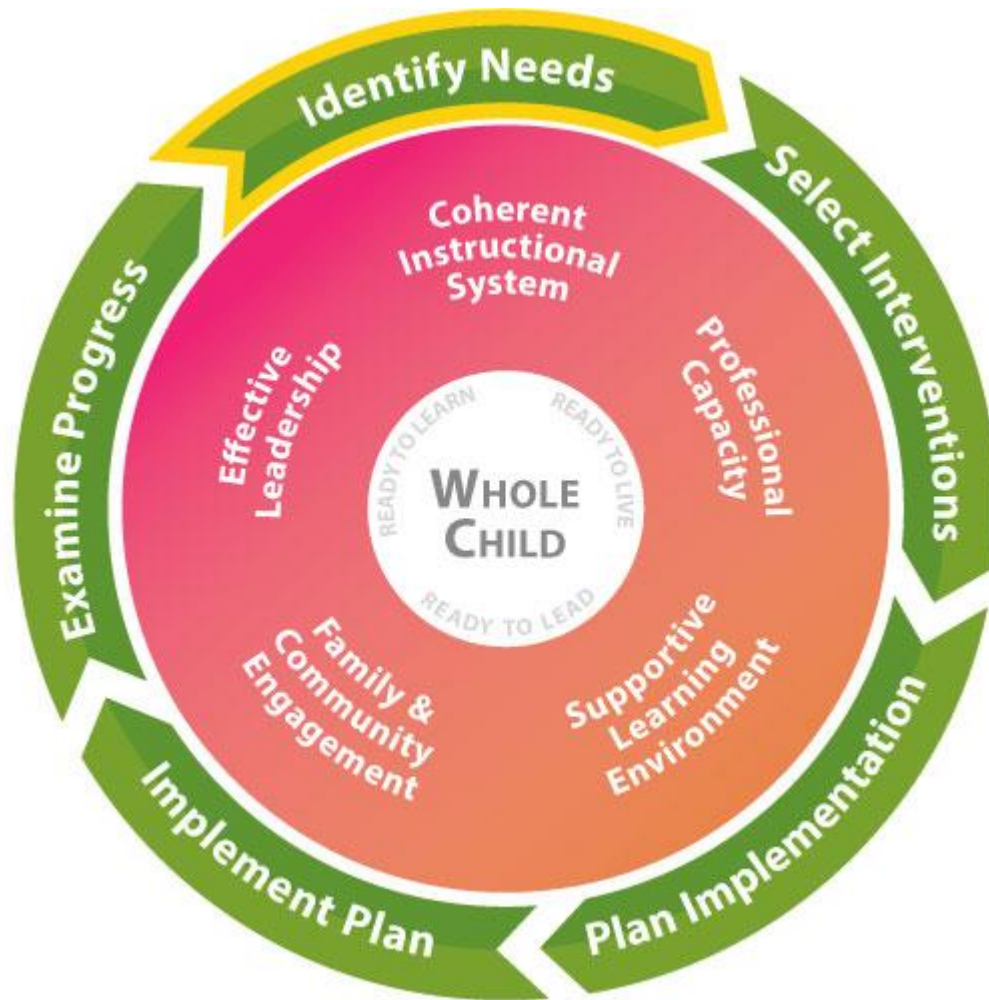 Identify Needs
Select Interventions
Plan Implementation
Implement Plan
Examine Progress
Coherent
Instructional
System
Professional
Capacity
Supportive
Learning
Environment
Family &
Community
Engagement
Effective
Leadership
READY TO LEARN
READY TO LIVE
READY TO LEAD
WHOLE
CHILD